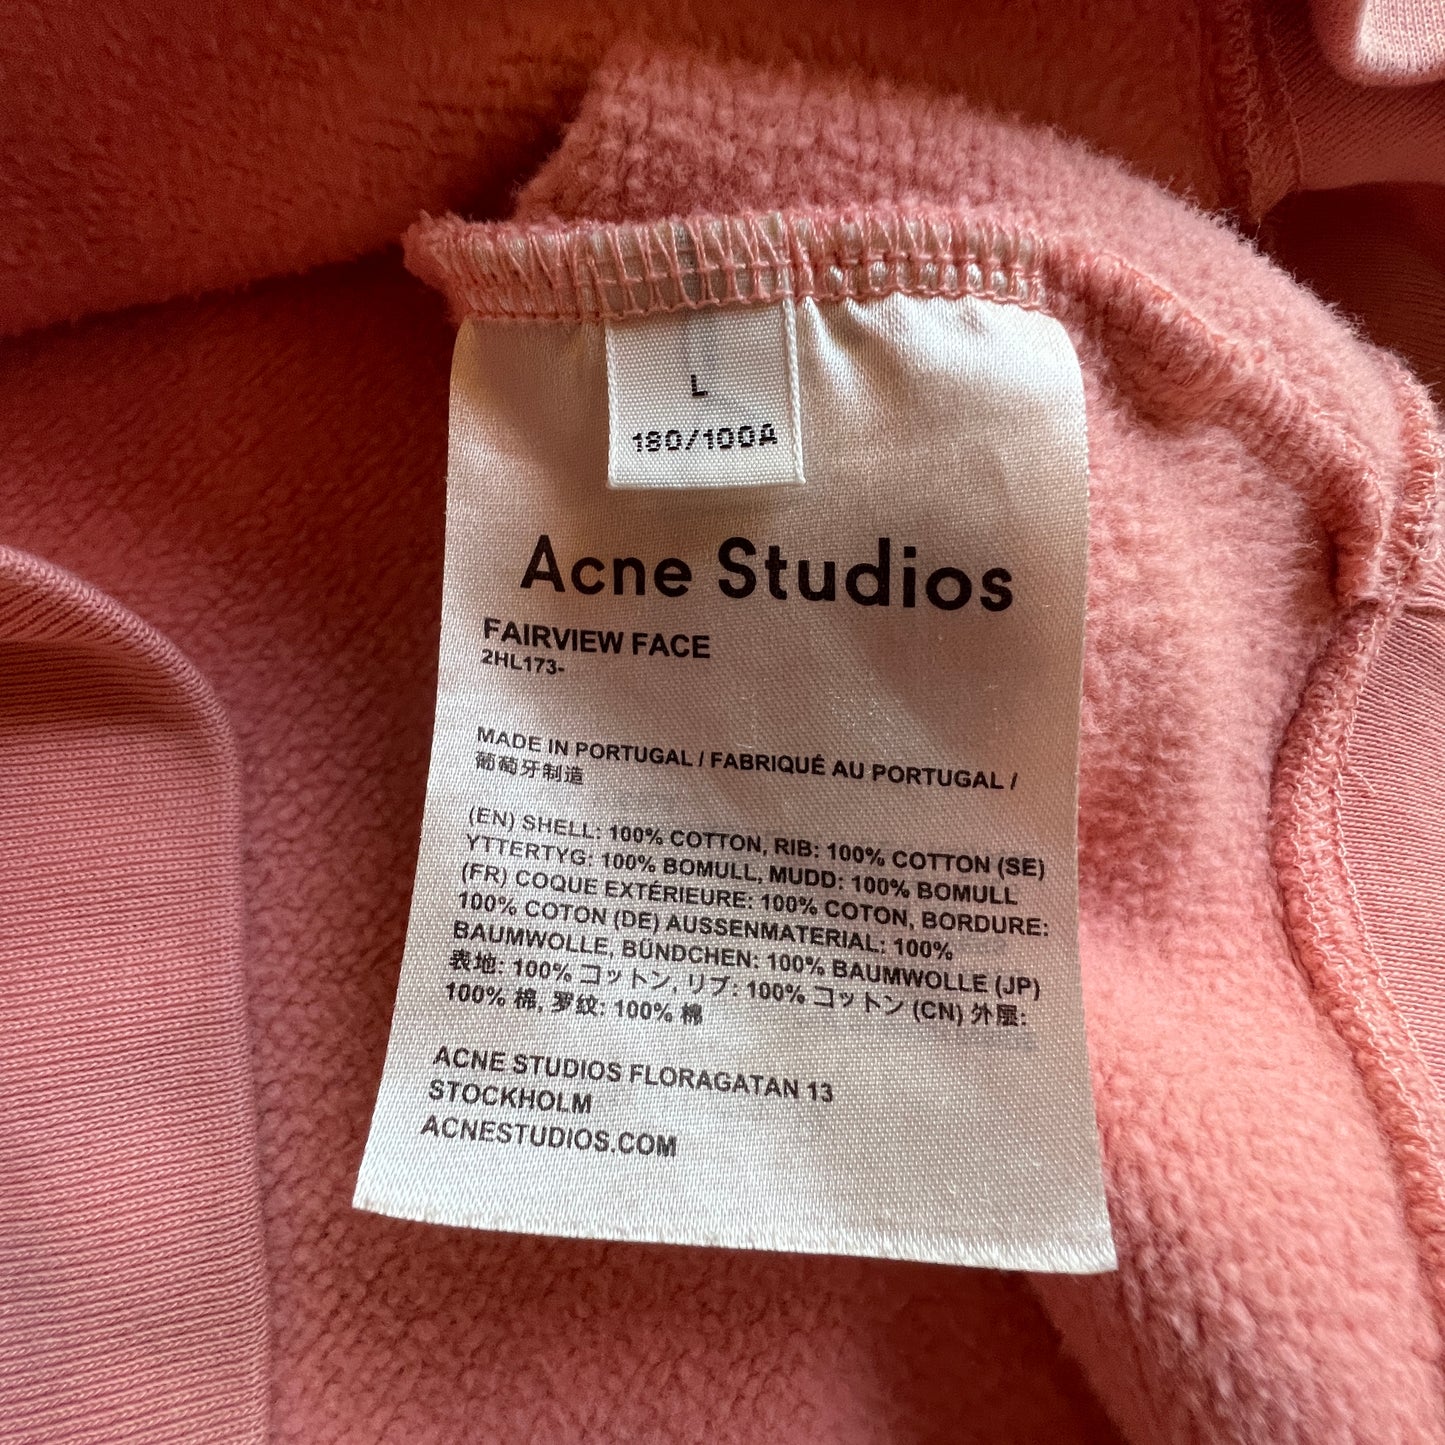 L
180/100A
Acne Studios
FAIRVIEW FACE
2HL173-
MADE IN PORTUGAL / FABRIQUÉ AU PORTUGAL /
葡萄牙制造
(EN) SHELL: 100% COTTON, RIB: 100% COTTON (SE)
YTTERTYG: 100% BOMULL, MUDD: 100% BOMULL
(FR) COQUE EXTÉRIEURE: 100% COTON, BORDURE:
100% COTON (DE) AUSSENMATERIAL: 100%
BAUMWOLLE, BÜNDCHEN: 100% BAUMWOLLE (JP)
表地: 100% コットン, リブ: 100% コットン (CN) 外层:
100% 棉, 罗纹: 100% 棉
ACNE STUDIOS FLORAGATAN 13
STOCKHOLM
ACNESTUDIOS.COM